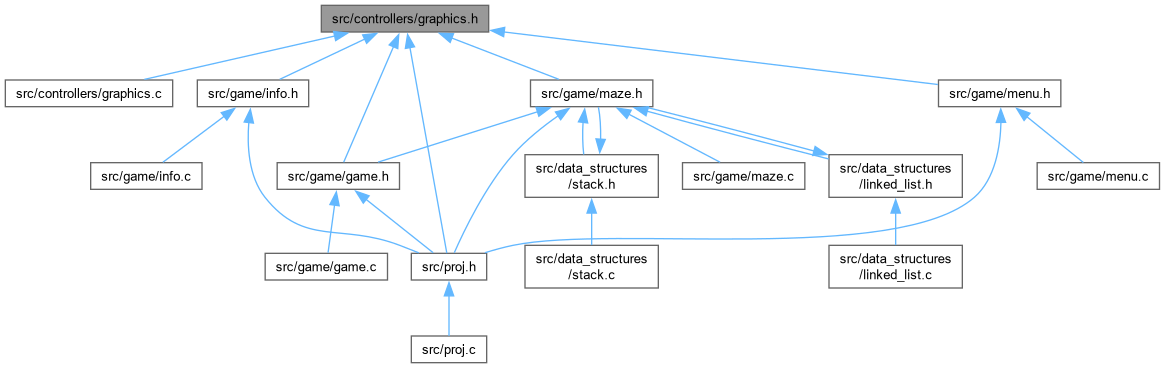 src/controllers/graphics.h
src/controllers/graphics.c
src/game/info.h
src/game/maze.h
src/game/menu.h
src/game/info.c
src/game/game.h
src/data_structures
/stack.h
src/game/maze.c
src/data_structures
/linked_list.h
src/game/menu.c
src/game/game.c
src/proj.h
src/data_structures
/stack.c
src/data_structures
/linked_list.c
src/proj.c